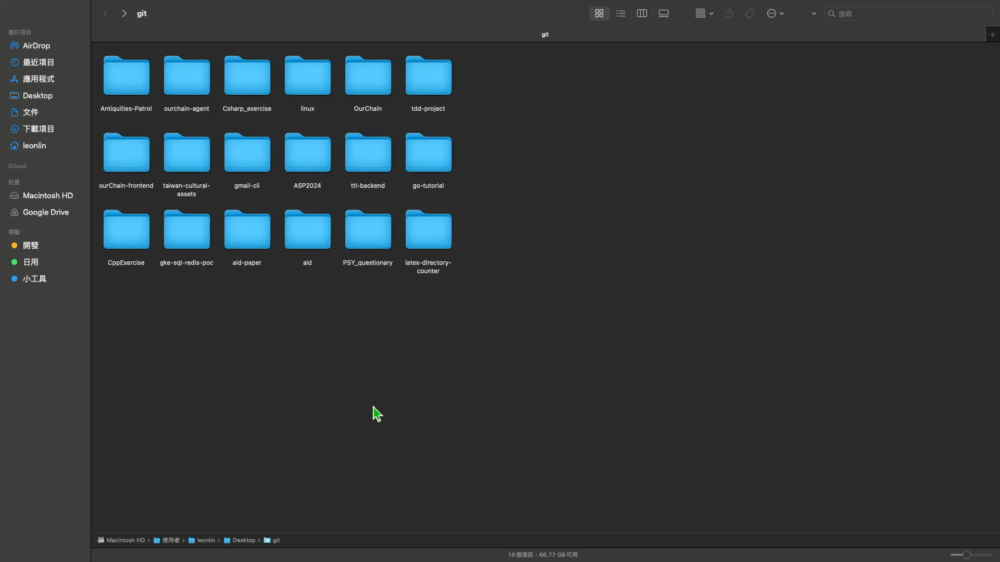 git
搜尋
git
喜好項目
AirDrop
最近項目
應用程式
Desktop
文件
下載項目
leonlin
iCloud
位置
Macintosh HD
Google Drive
標籤
開發
日用
小工具
Antiquities-Patrol
ourchain-agent
Csharp_exercise
linux
OurChain
tdd-project
ourChain-frontend
taiwan-cultural-
assets
gmail-cli
ASP2024
ttl-backend
go-tutorial
CppExercise
gke-sql-redis-poc
aid-paper
aid
PSY_questionary
latex-directory-
counter
Macintosh HD › 使用者 › leonlin › Desktop › git
18個項目,66.77 GB可用